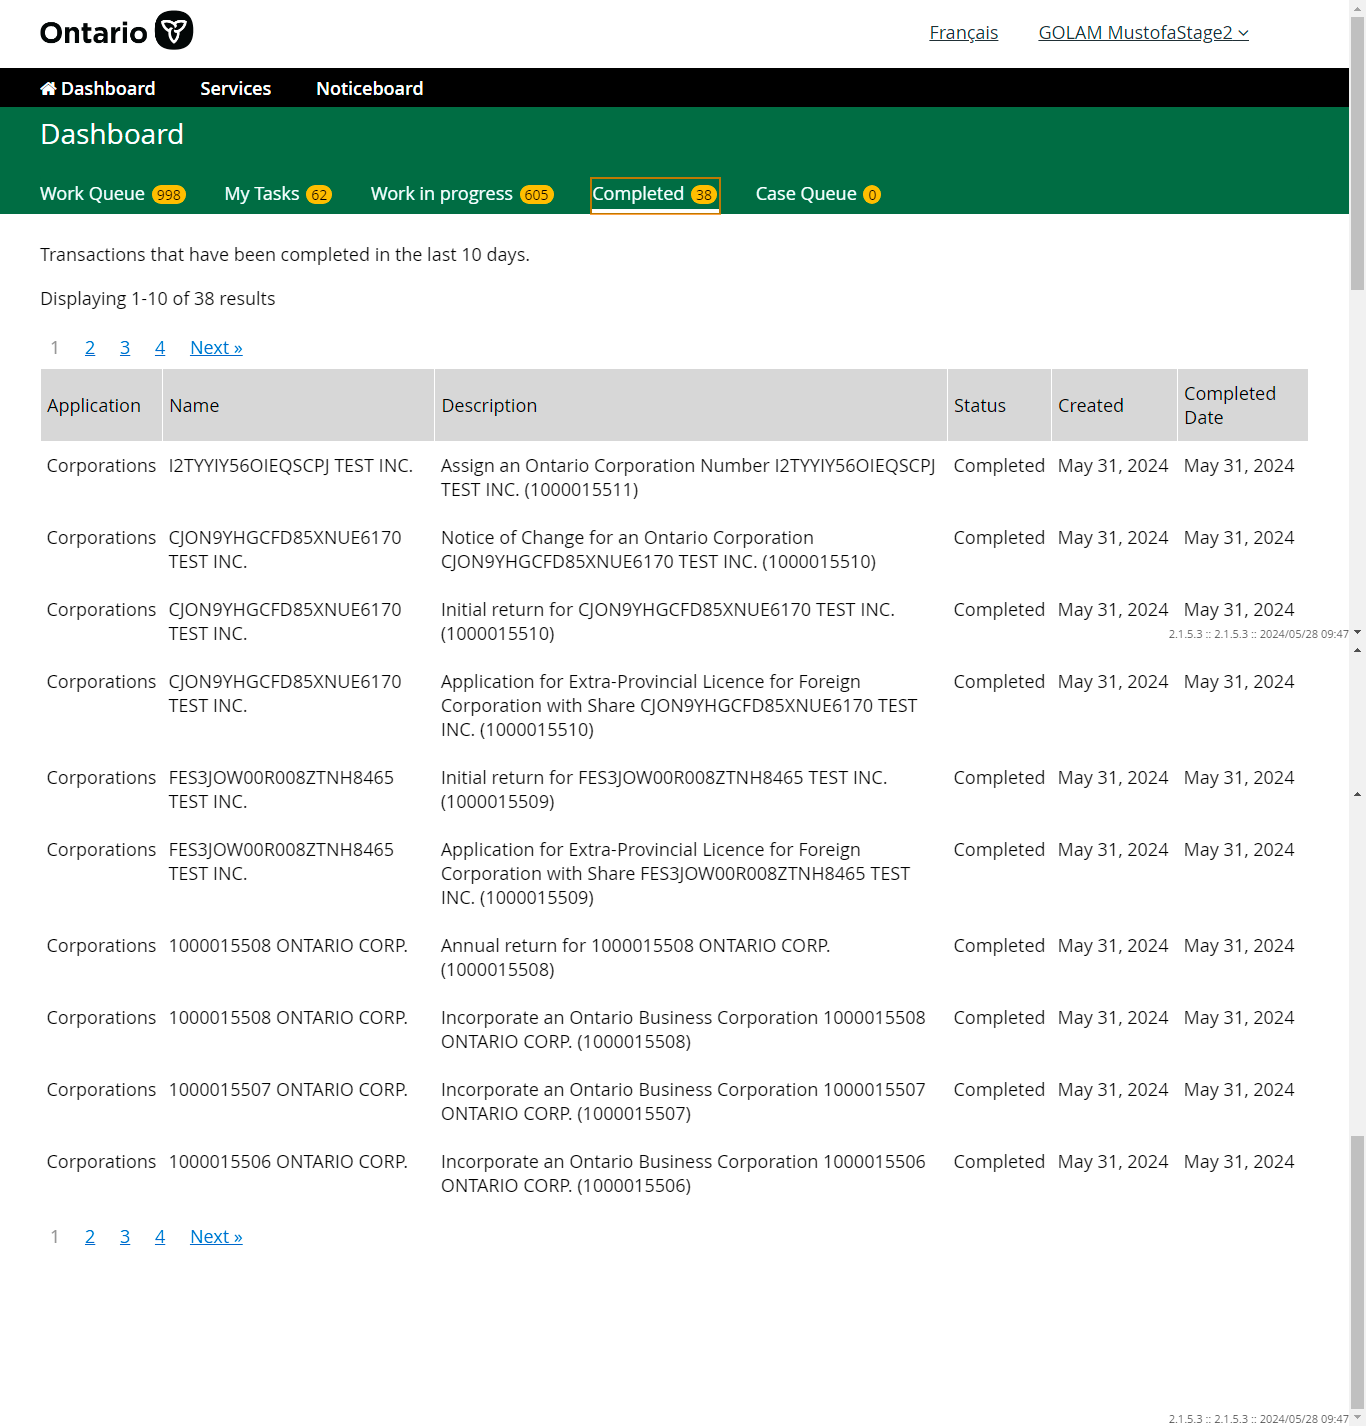 Ontario
Français
GOLAM MustofaStage2
Dashboard
Services
Noticeboard
Dashboard
Work Queue 998
My Tasks 62
Work in progress 605
Completed 38
Case Queue 0
Transactions that have been completed in the last 10 days.
Displaying 1-10 of 38 results
1 2 3 4 Next »
Application Name Description Status Created Completed
Date
Corporations I2TYYIY56OIEQSCPJ TEST INC. Assign an Ontario Corporation Number I2TYYIY56OIEQSCPJ Completed May 31, 2024 May 31, 2024
TEST INC. (1000015511)
Corporations CJON9YHGCFD85XNUE6170 Notice of Change for an Ontario Corporation Completed May 31, 2024 May 31, 2024
TEST INC. CJON9YHGCFD85XNUE6170 TEST INC. (1000015510)
Corporations CJON9YHGCFD85XNUE6170 Initial return for CJON9YHGCFD85XNUE6170 TEST INC. Completed May 31, 2024 May 31, 2024
TEST INC. (1000015510)
2.1.5.3 :: 2.1.5.3 :: 2024/05/28 09:47
Corporations CJON9YHGCFD85XNUE6170 Application for Extra-Provincial Licence for Foreign Completed May 31, 2024 May 31, 2024
TEST INC. Corporation with Share CJON9YHGCFD85XNUE6170 TEST
INC. (1000015510)
Corporations FES3JOW00R008ZTNH8465 Initial return for FES3JOW00R008ZTNH8465 TEST INC. Completed May 31, 2024 May 31, 2024
TEST INC. (1000015509)
Corporations FES3JOW00R008ZTNH8465 Application for Extra-Provincial Licence for Foreign Completed May 31, 2024 May 31, 2024
TEST INC. Corporation with Share FES3JOW00R008ZTNH8465 TEST
INC. (1000015509)
Corporations 1000015508 ONTARIO CORP. Annual return for 1000015508 ONTARIO CORP. Completed May 31, 2024 May 31, 2024
(1000015508)
Corporations 1000015508 ONTARIO CORP. Incorporate an Ontario Business Corporation 1000015508 Completed May 31, 2024 May 31, 2024
ONTARIO CORP. (1000015508)
Corporations 1000015507 ONTARIO CORP. Incorporate an Ontario Business Corporation 1000015507 Completed May 31, 2024 May 31, 2024
ONTARIO CORP. (1000015507)
Corporations 1000015506 ONTARIO CORP. Incorporate an Ontario Business Corporation 1000015506 Completed May 31, 2024 May 31, 2024
ONTARIO CORP. (1000015506)
1 2 3 4 Next »
2.1.5.3 :: 2.1.5.3 :: 2024/05/28 09:47